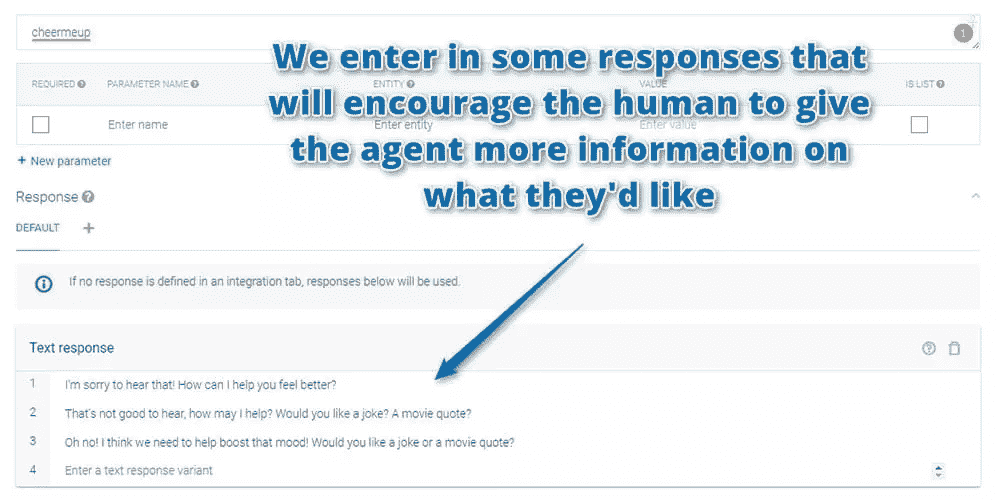 cheermeup
1
We enter in some responses that
will encourage the human to give
the agent more information on
what they'd like
REQUIRED ? PARAMETER NAME ? ENTITY ? VALUE IS LIST ?
Enter name Enter entity Enter value
+ New parameter
Response ?
DEFAULT +
If no response is defined in an integration tab, responses below will be used.
Text response
1 I'm sorry to hear that! How can I help you feel better?
2 That's not good to hear, how may I help? Would you like a joke? A movie quote?
3 Oh no! I think we need to help boost that mood! Would you like a joke or a movie quote?
4 Enter a text response variant